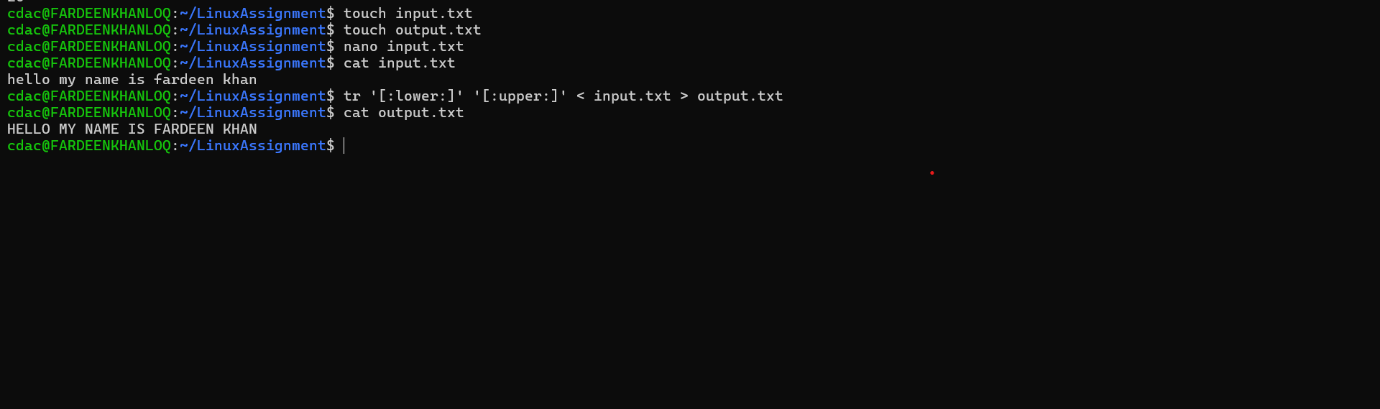 cdac@FARDEENKHANLOQ:~/LinuxAssignment$ touch input.txt
cdac@FARDEENKHANLOQ:~/LinuxAssignment$ touch output.txt
cdac@FARDEENKHANLOQ:~/LinuxAssignment$ nano input.txt
cdac@FARDEENKHANLOQ:~/LinuxAssignment$ cat input.txt
hello my name is fardeen khan
cdac@FARDEENKHANLOQ:~/LinuxAssignment$ tr '[:lower:]' '[:upper:]' < input.txt > output.txt
cdac@FARDEENKHANLOQ:~/LinuxAssignment$ cat output.txt
HELLO MY NAME IS FARDEEN KHAN
cdac@FARDEENKHANLOQ:~/LinuxAssignment$